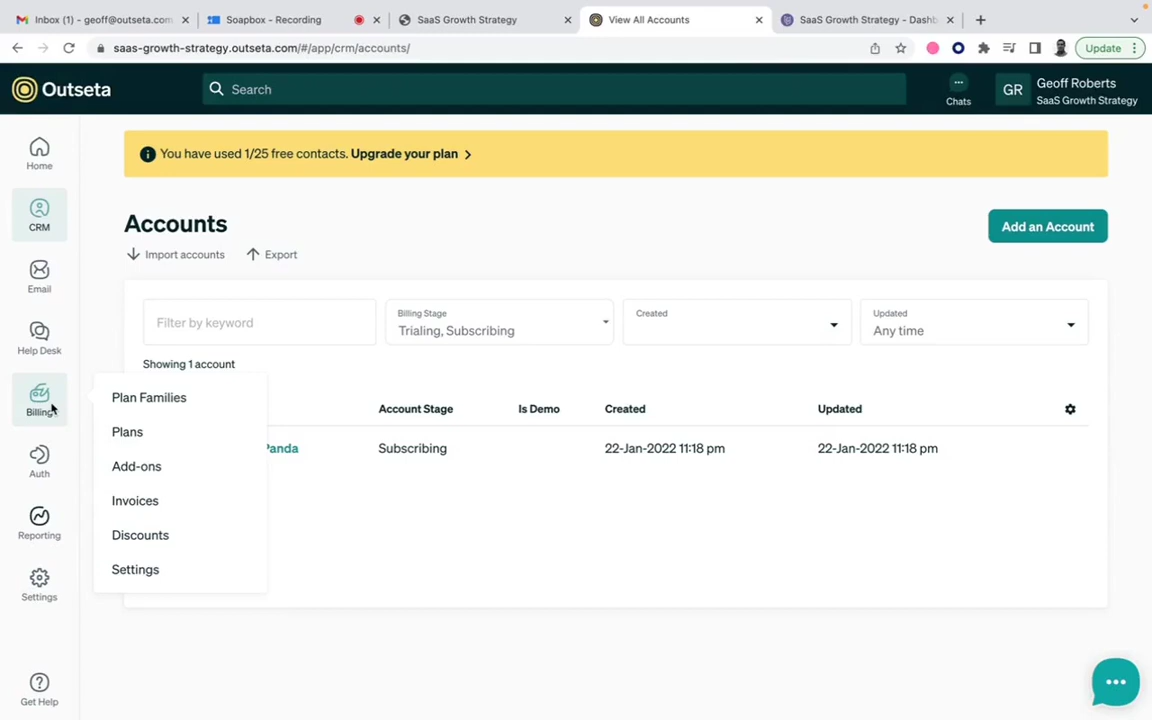 Inbox (1) - geoff@outseta.com
Soapbox - Recording
SaaS Growth Strategy
View All Accounts
SaaS Growth Strategy - Dashb
saas-growth-strategy.outseta.com/#/app/crm/accounts/
Update
Outseta
Search
Chats
GR
Geoff Roberts
SaaS Growth Strategy
You have used 1/25 free contacts. Upgrade your plan
Home
CRM
Email
Help Desk
Billing
Auth
Reporting
Settings
Get Help
Accounts
Add an Account
Import accounts
Export
Filter by keyword
Billing Stage
Trialing, Subscribing
Created
Updated
Any time
Showing 1 account
Account Stage
Is Demo
Created
Updated
Panda
Subscribing
22-Jan-2022 11:18 pm
22-Jan-2022 11:18 pm
Plan Families
Plans
Add-ons
Invoices
Discounts
Settings